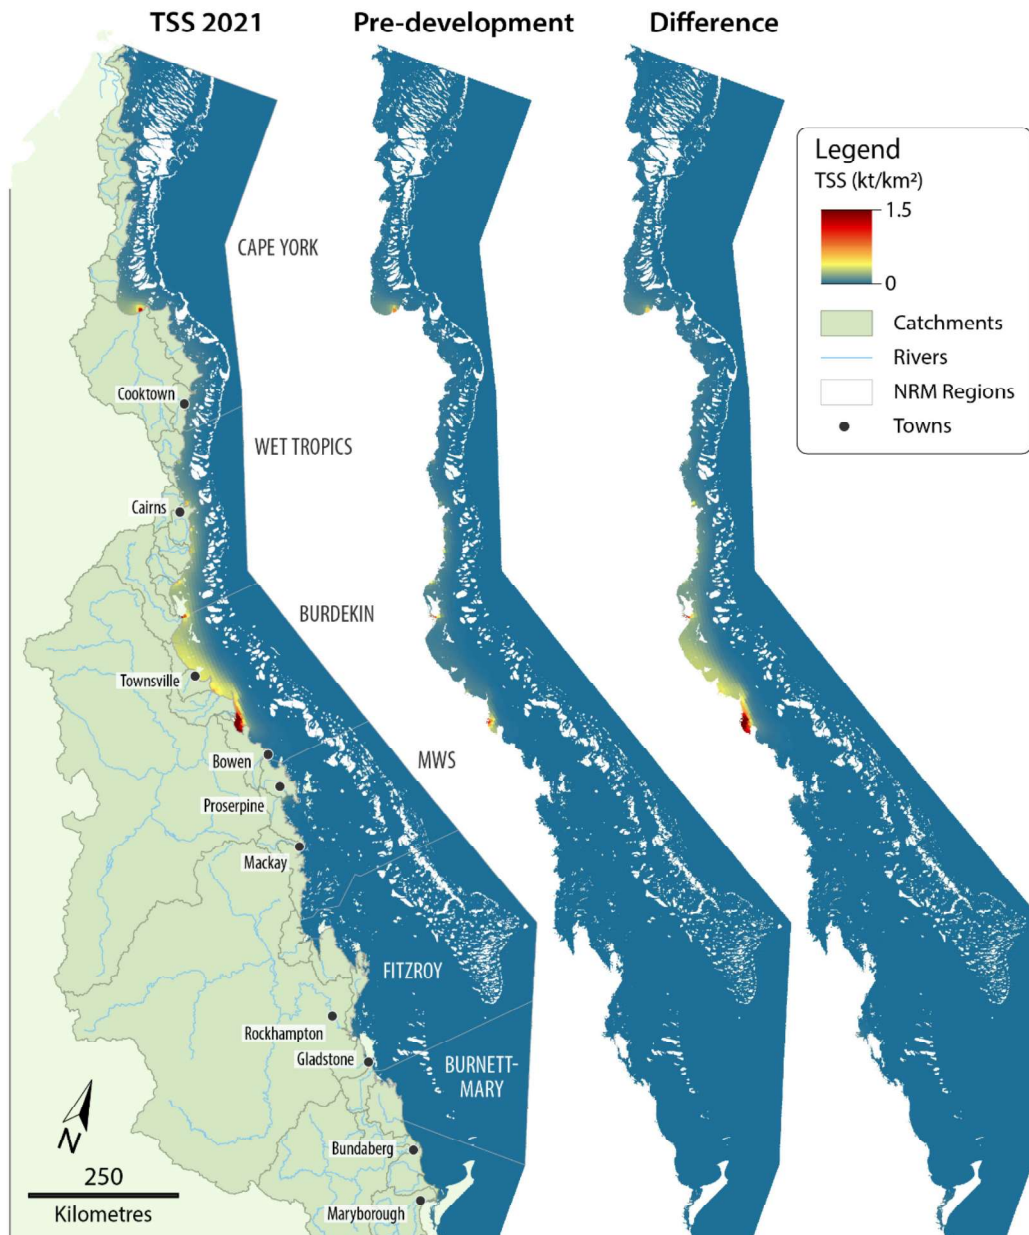 TSS 2021
Pre-development
Difference
Legend
TSS (kt/km²)
1.5
0
Catchments
Rivers
NRM Regions
Towns
CAPE YORK
Cooktown
WET TROPICS
Cairns
BURDEKIN
Townsville
Bowen
MWS
Proserpine
Mackay
FITZROY
Rockhampton
Gladstone
BURNETT-
MARY
Bundaberg
Maryborough
N
250
Kilometres